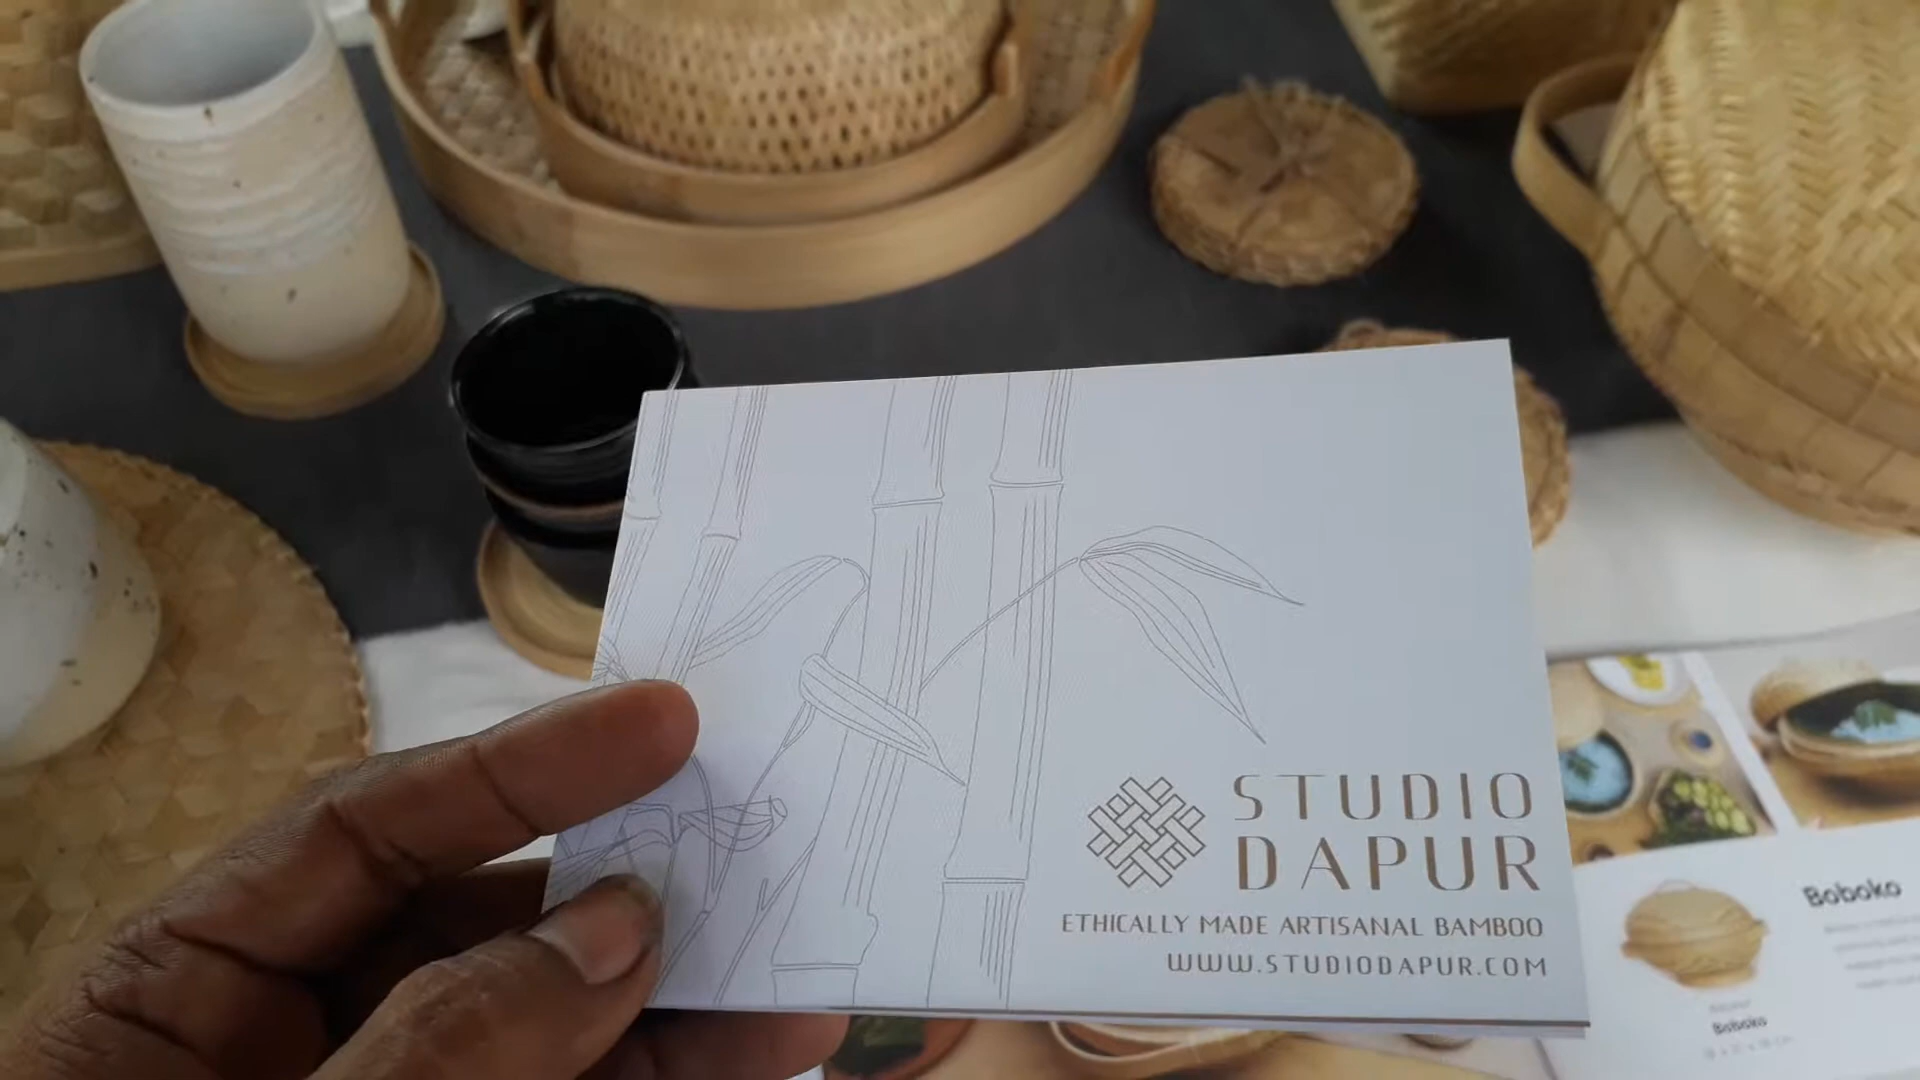 STUDIO
DAPUR
ETHICALLY MADE ARTISANAL BAMBOO
WWW.STUDIODAPUR.COM
Boboko
Boboko